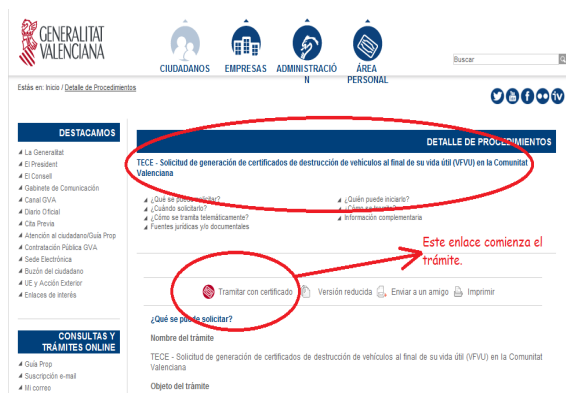 GENERALITAT
VALENCIANA
CIUDADANOS
EMPRESAS
ADMINISTRACIÓ
N
ÁREA
PERSONAL
Buscar
Estás en: Inicio / Detalle de Procedimientos
DESTACAMOS
La Generalitat
El President
El Consell
Gabinete de Comunicación
Canal GVA
Diario Oficial
Cita Previa
Atención al ciudadano/Guía Prop
Contratación Pública GVA
Sede Electrónica
Buzón del ciudadano
UE y Acción Exterior
Enlaces de interés
CONSULTAS Y
TRÁMITES ONLINE
Guía Prop
Suscripción e-mail
Mi correo
DETALLE DE PROCEDIMIENTOS
TECE - Solicitud de generación de certificados de destrucción de vehículos al final de su vida útil (VFVU) en la Comunitat
Valenciana
¿Qué se puede solicitar?
¿Quién puede iniciarlo?
¿Cuándo solicitarlo?
¿Cómo se tramita?
¿Cómo se tramita telemáticamente?
Información complementaria
Fuentes jurídicas y/o documentales
Este enlace comienza el
trámite.
Tramitar con certificado
Versión reducida
Enviar a un amigo
Imprimir
¿Qué se puede solicitar?
Nombre del trámite
TECE - Solicitud de generación de certificados de destrucción de vehículos al final de su vida útil (VFVU) en la Comunitat
Valenciana
Objeto del trámite